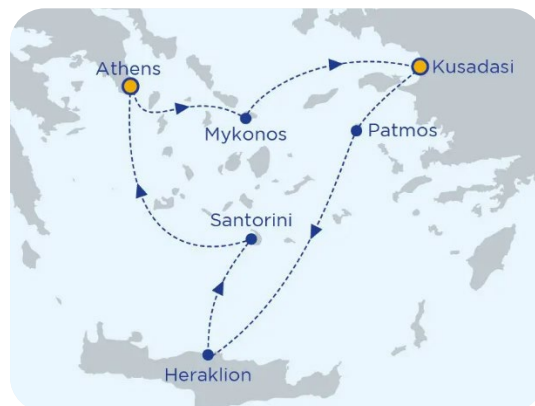 Athens
Kusadasi
Mykonos
Patmos
Santorini
Heraklion